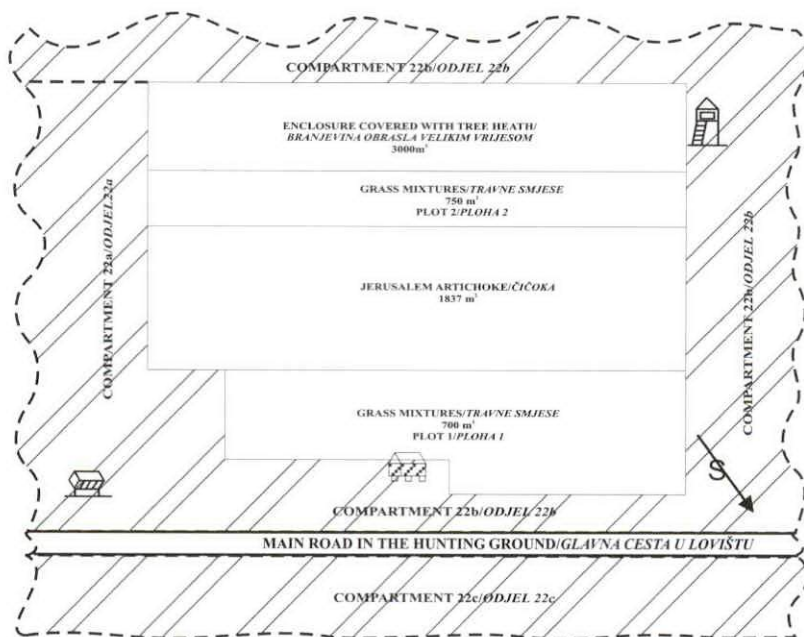 COMPARTMENT 22b/ODJEL 22b
ENCLOSURE COVERED WITH TREE HEATH/
BRANJEVINA OBRASLA VELIKIM VRIJESOM
3000m²
GRASS MIXTURES/TRAVNE SMJESE
750 m²
PLOT 2/PLOHA 2
COMPARTMENT 22a/ODJEL22a
JERUSALEM ARTICHOKE/ČIČOKA
1837 m²
COMPARTMENT 22b/ODJEL 22b
GRASS MIXTURES/TRAVNE SMJESE
700 m²
PLOT 1/PLOHA 1
S
COMPARTMENT 22b/ODJEL 22b
MAIN ROAD IN THE HUNTING GROUND/GLAVNA CESTA U LOVIŠTU
COMPARTMENT 22c/ODJEL 22c